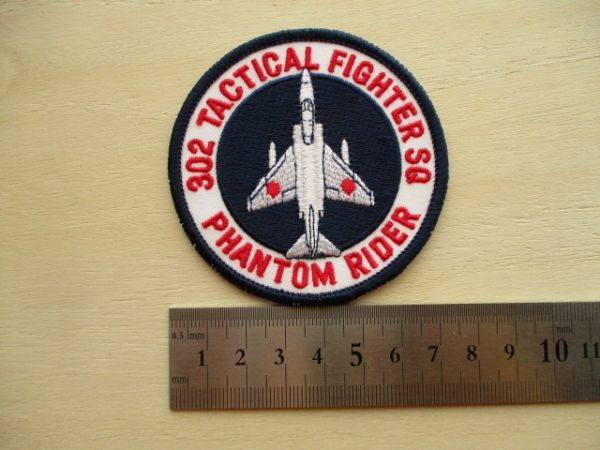 302 TACTICAL FIGHTER SQ
PHANTOM RIDER
0.5 mm mm
1 2 3 4 5 6 7 8 9 10 11
mm